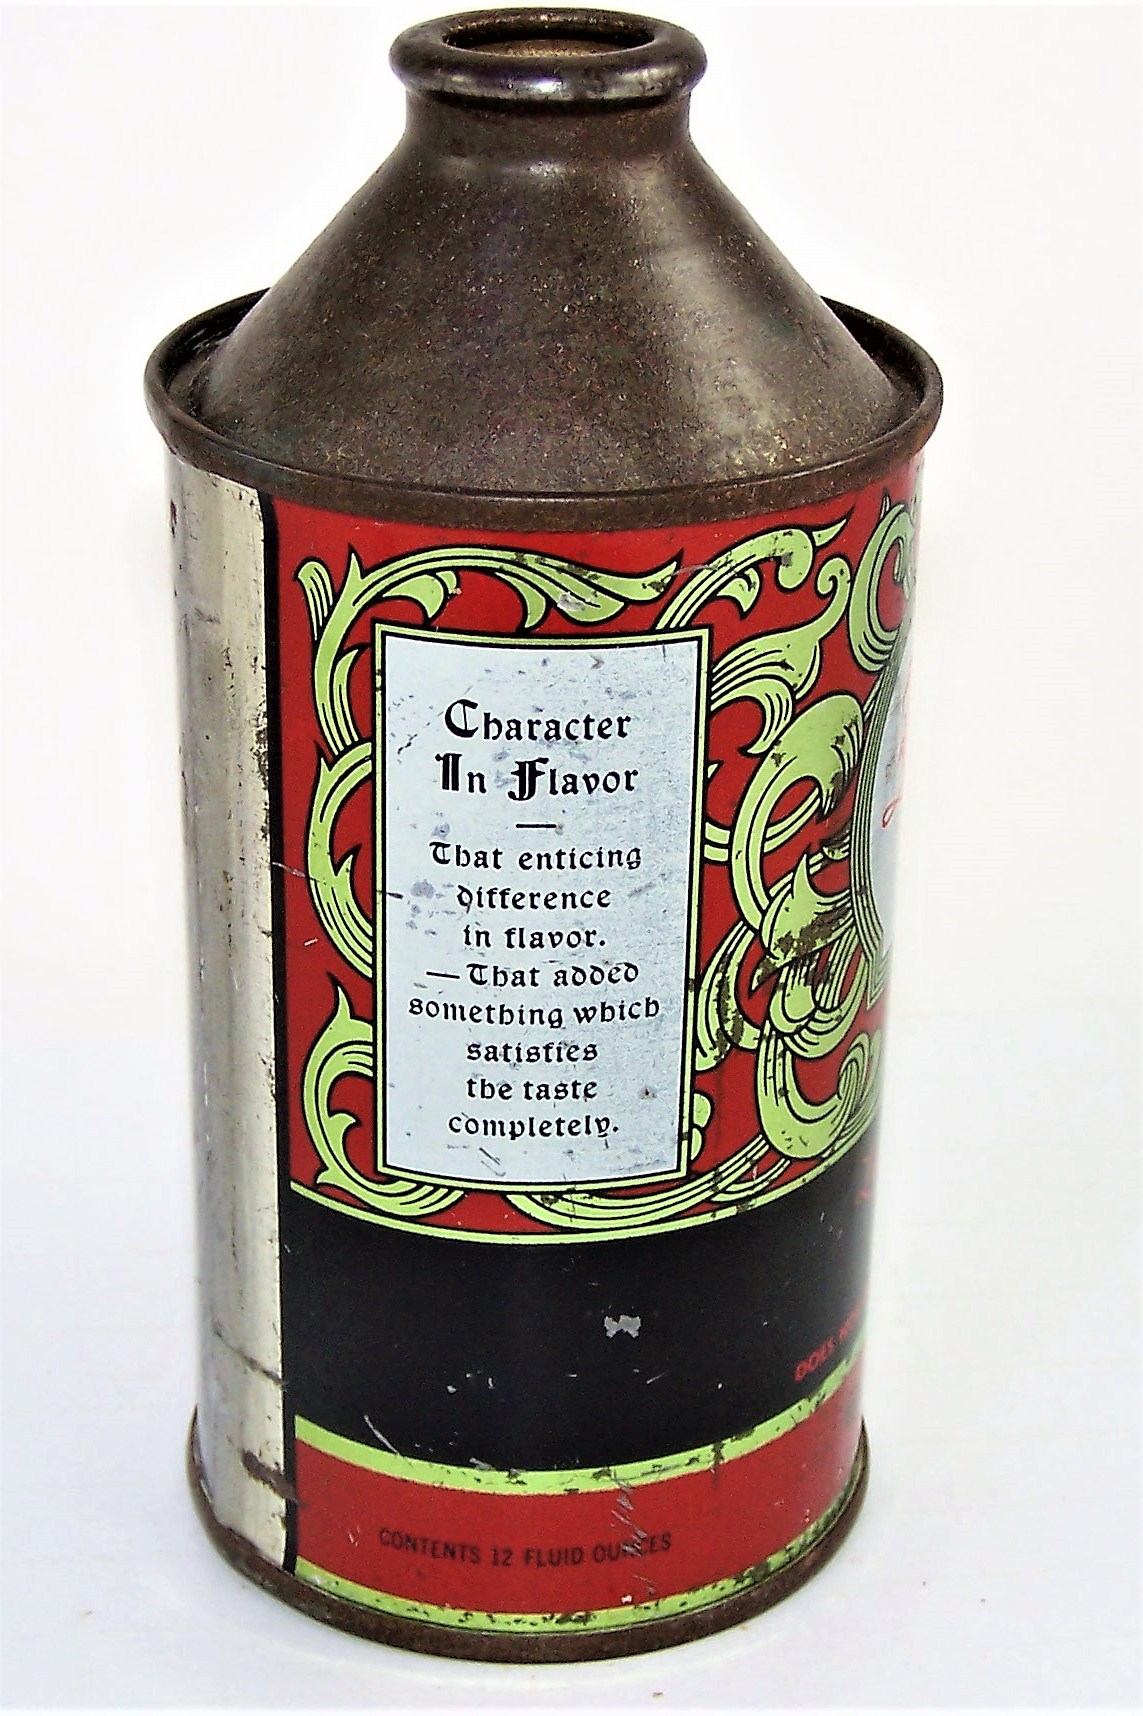 Character
In Flavor
—
That enticing
difference
in flavor.
—That added
something which
satisfies
the taste
completely.
DOES
CONTENTS 12 FLUID OUNCES